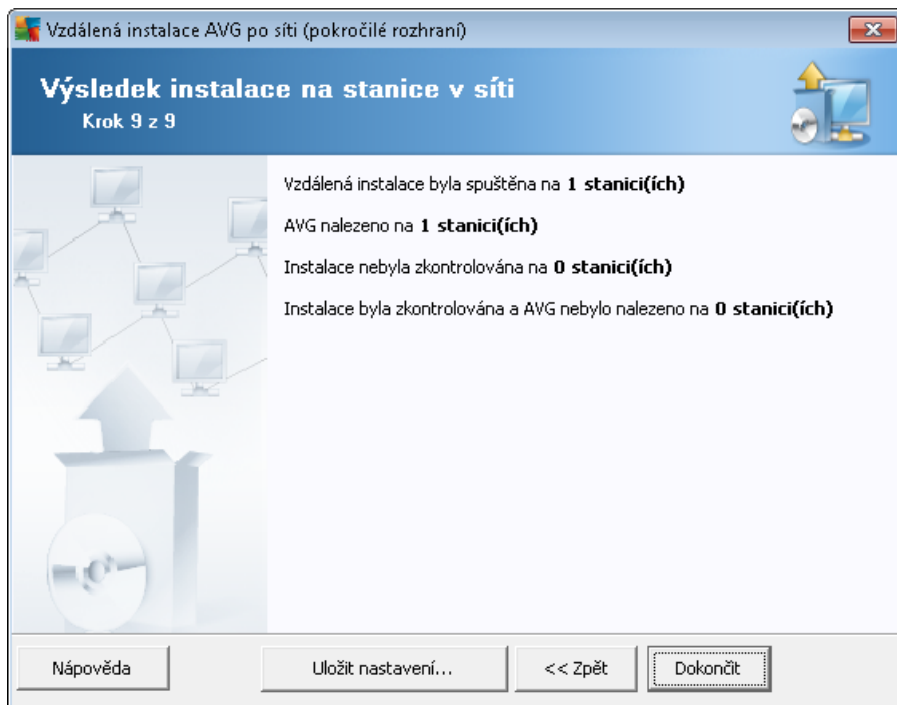 Vzdálená instalace AVG po síti (pokročilé rozhraní)
Výsledek instalace na stanice v síti
Krok 9 z 9
Vzdálená instalace byla spuštěna na 1 stanici(ích)
AVG nalezeno na 1 stanici(ích)
Instalace nebyla zkontrolována na 0 stanici(ích)
Instalace byla zkontrolována a AVG nebylo nalezeno na 0 stanici(ích)
Nápověda
Uložit nastavení...
<< Zpět
Dokončit